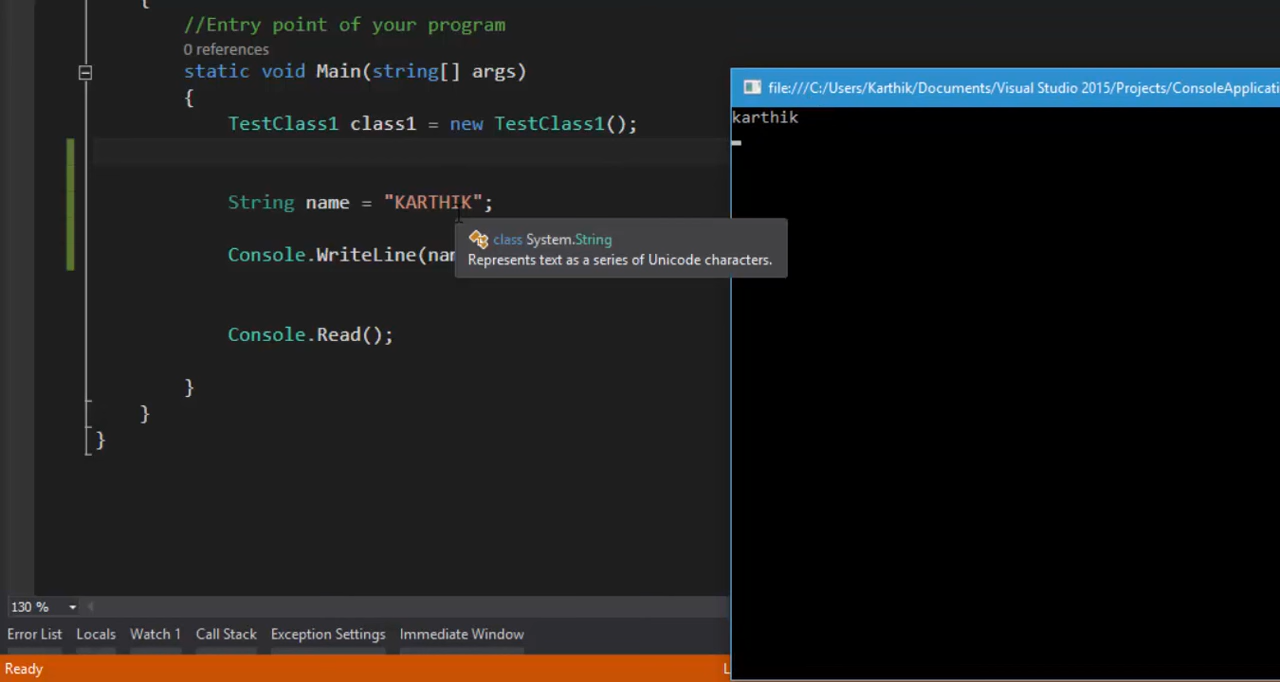 {
//Entry point of your program
0 references
static void Main(string[] args)
{
TestClass1 class1 = new TestClass1();
String name = "KARTHIK";
class System.String
Represents text as a series of Unicode characters.
Console.WriteLine(nam
Console.Read();
}
}
}
file:///C:/Users/Karthik/Documents/Visual Studio 2015/Projects/ConsoleApplicati
karthik
130 %
Error List Locals Watch 1 Call Stack Exception Settings Immediate Window
Ready
L